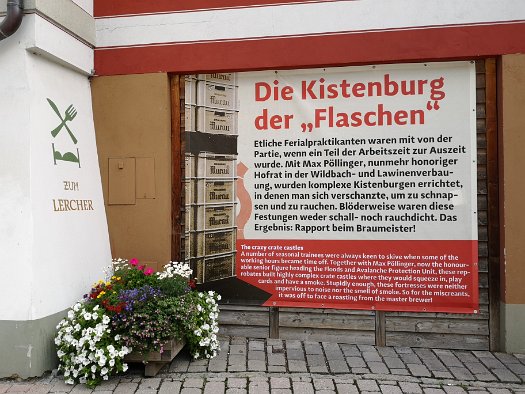 Die Kistenburg
der „Flaschen“
Etliche Ferialpraktikanten waren mit von der
Partie, wenn ein Teil der Arbeitszeit zur Auszeit
wurde. Mit Max Pöllinger, nunmehr honoriger
Hofrat in der Wildbach- und Lawinenverbau-
ung, wurden komplexe Kistenburgen errichtet,
in denen man sich verschanzte, um zu schnap-
sen und zu rauchen. Blöderweise waren diese
Festungen weder schall- noch rauchdicht. Das
Ergebnis: Rapport beim Braumeister!
The crazy crate castles
A number of seasonal trainees were always keen to skive when some of the
working hours became time off. Together with Max Pöllinger, now the honour-
able senior figure heading the Floods and Avalanche Protection Unit, these rep-
robates built highly complex crate castles where they would squeeze in, play
cards and have a smoke. Stupidly enough, these fortresses were neither
impervious to noise nor the smell of smoke. So for the miscreants,
it was off to face a roasting from the master brewer!
ZUM
LERCHER
Murau
Murau
Murau
Murau
Murau
Murau